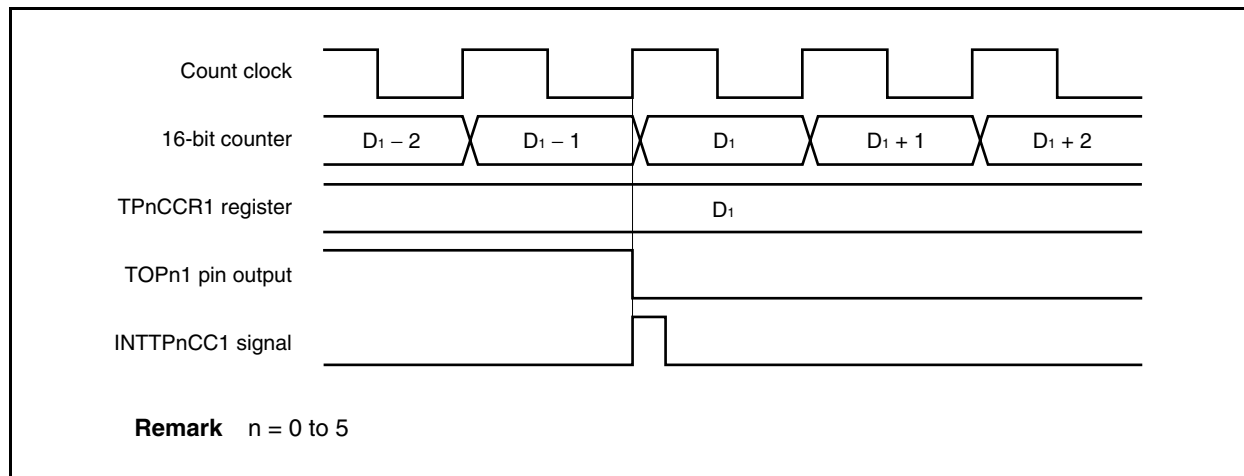 Count clock
16-bit counter
D₁ – 2
D₁ – 1
D₁
D₁ + 1
D₁ + 2
TPnCCR1 register
D₁
TOPn1 pin output
INTTPnCC1 signal
Remark n = 0 to 5